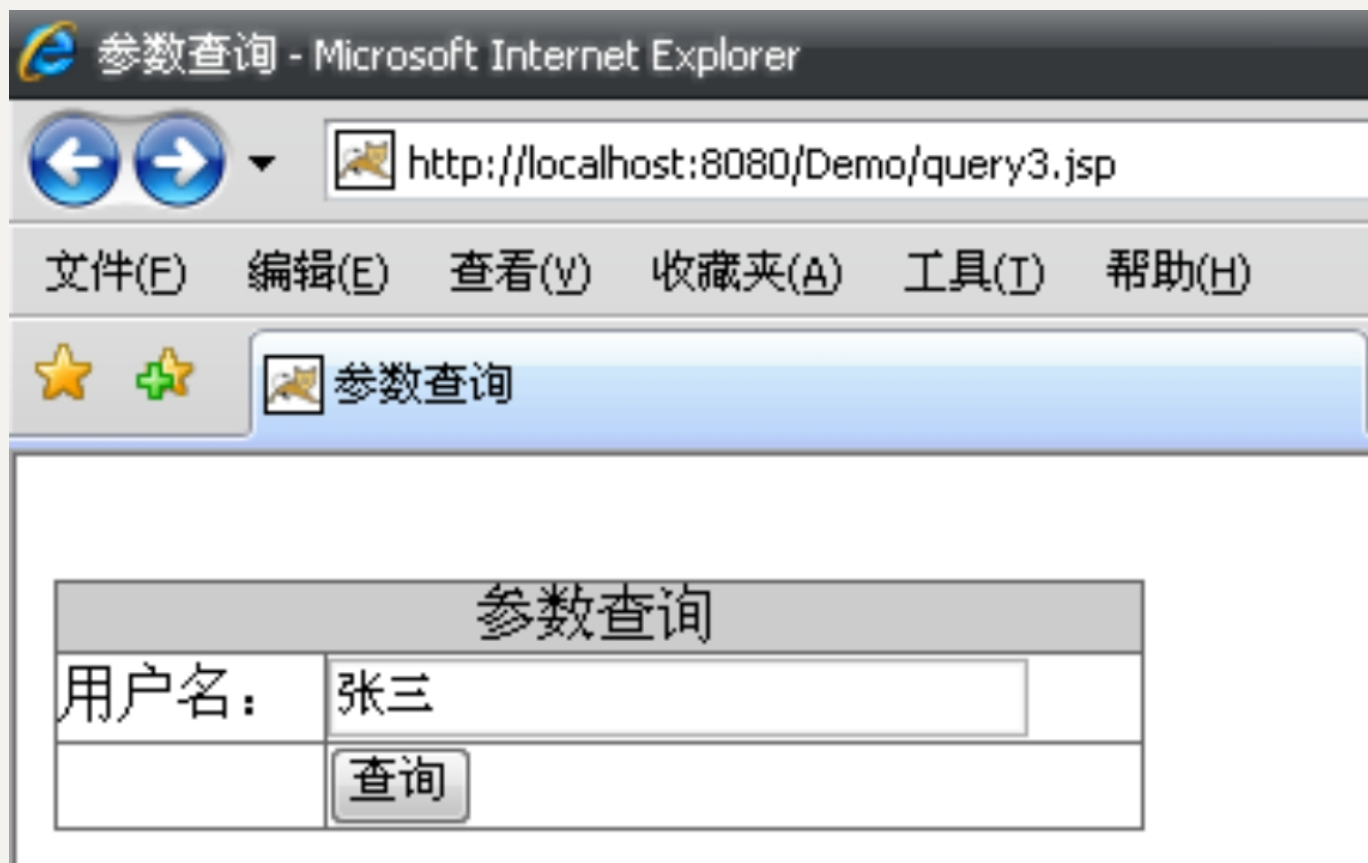 参数查询 - Microsoft Internet Explorer
http://localhost:8080/Demo/query3.jsp
文件(F) 编辑(E) 查看(V) 收藏夹(A) 工具(T) 帮助(H)
参数查询
参数查询
用户名： 张三
查询